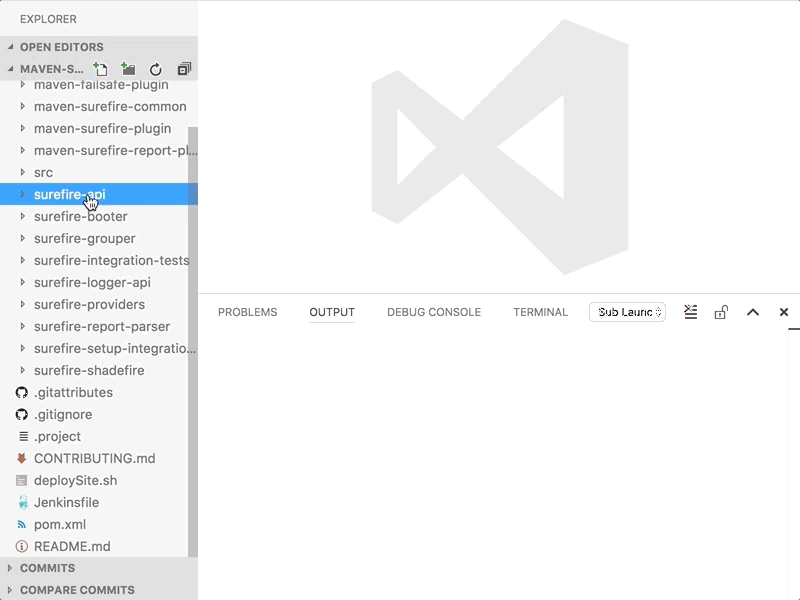 EXPLORER
OPEN EDITORS
MAVEN-S...
maven-failsafe-plugin
maven-surefire-common
maven-surefire-plugin
maven-surefire-report-pl...
src
surefire-api
surefire-booter
surefire-grouper
surefire-integration-tests
surefire-logger-api
surefire-providers
surefire-report-parser
surefire-setup-integratio...
surefire-shadefire
.gitattributes
.gitignore
.project
CONTRIBUTING.md
deploySite.sh
Jenkinsfile
pom.xml
README.md
COMMITS
COMPARE COMMITS
PROBLEMS OUTPUT DEBUG CONSOLE TERMINAL Sub Launc